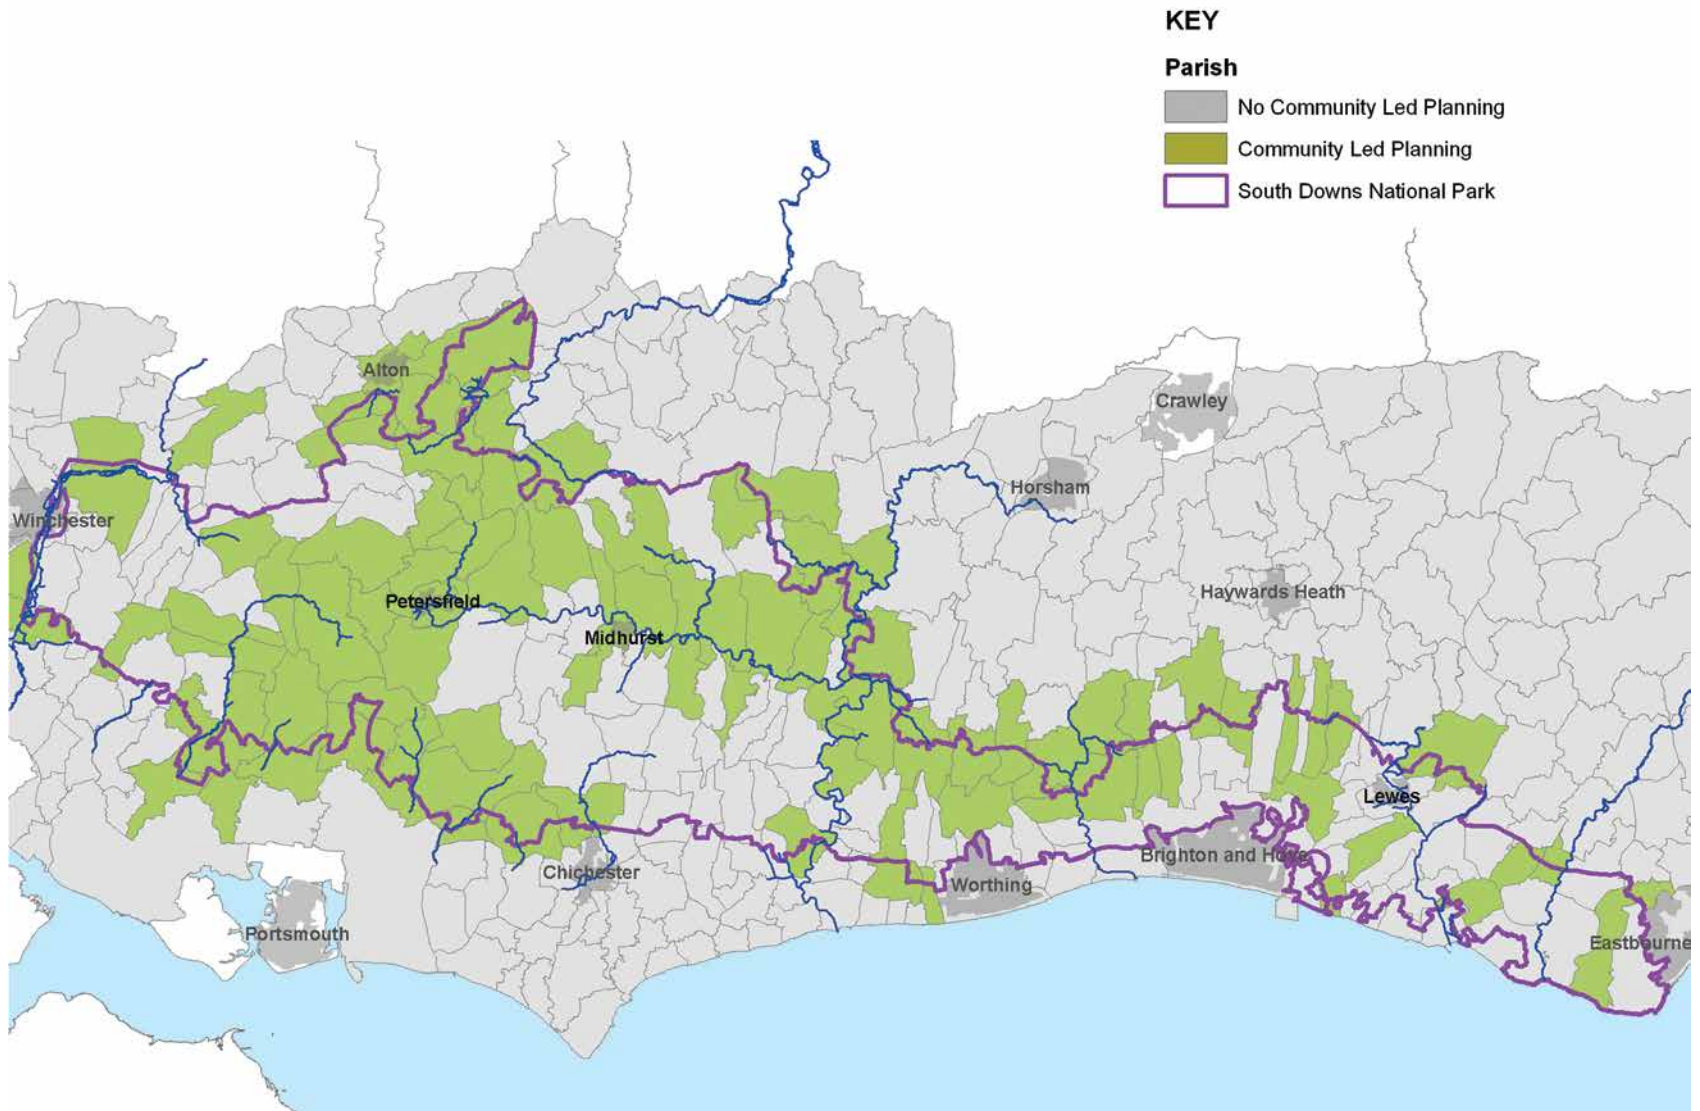 KEY
Parish
No Community Led Planning
Community Led Planning
South Downs National Park
Alton
Crawley
Horsham
Winchester
Haywards Heath
Petersfield
Midhurst
Lewes
Brighton and Hove
Chichester
Worthing
Portsmouth
Eastbourne